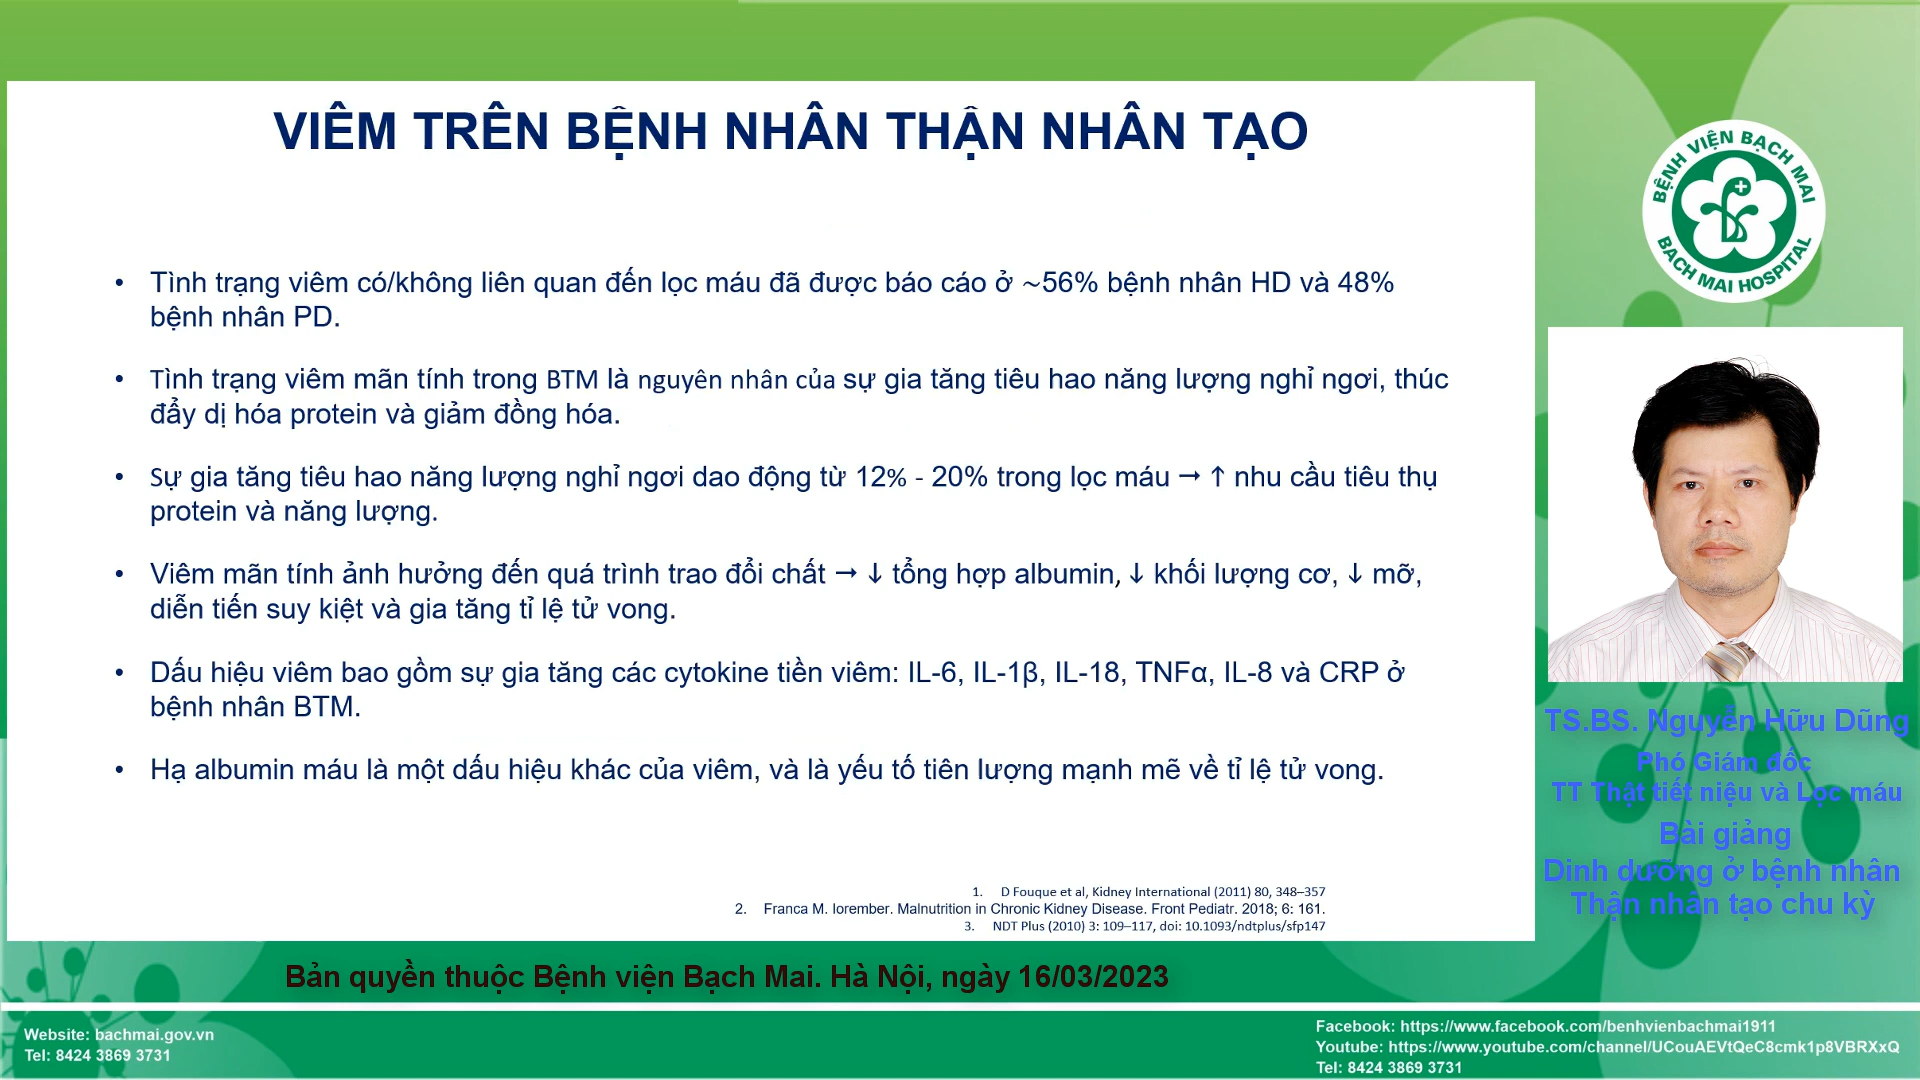 VIÊM TRÊN BỆNH NHÂN THẬN NHÂN TẠO
• Tình trạng viêm có/không liên quan đến lọc máu đã được báo cáo ở ~56% bệnh nhân HD và 48%
bệnh nhân PD.
• Tình trạng viêm mãn tính trong BTM là nguyên nhân của sự gia tăng tiêu hao năng lượng nghỉ ngơi, thúc
đẩy dị hóa protein và giảm đồng hóa.
• Sự gia tăng tiêu hao năng lượng nghỉ ngơi dao động từ 12% - 20% trong lọc máu → ↑ nhu cầu tiêu thụ
protein và năng lượng.
• Viêm mãn tính ảnh hưởng đến quá trình trao đổi chất → ↓ tổng hợp albumin, ↓ khối lượng cơ, ↓ mỡ,
diễn tiến suy kiệt và gia tăng tỉ lệ tử vong.
• Dấu hiệu viêm bao gồm sự gia tăng các cytokine tiền viêm: IL-6, IL-1β, IL-18, TNFα, IL-8 và CRP ở
bệnh nhân BTM.
• Hạ albumin máu là một dấu hiệu khác của viêm, và là yếu tố tiên lượng mạnh mẽ về tỉ lệ tử vong.
1. D Fouque et al, Kidney International (2011) 80, 348–357
2. Franca M. Iorember. Malnutrition in Chronic Kidney Disease. Front Pediatr. 2018; 6: 161.
3. NDT Plus (2010) 3: 109–117, doi: 10.1093/ndtplus/sfp147
BỆNH VIỆN BẠCH MAI
BACH MAI HOSPITAL
TS.BS. Nguyễn Hữu Dũng
Phó Giám đốc
TT Thật tiết niệu và Lọc máu
Bài giảng
Dinh dưỡng ở bệnh nhân
Thận nhân tạo chu kỳ
Bản quyền thuộc Bệnh viện Bạch Mai. Hà Nội, ngày 16/03/2023
Website: bachmai.gov.vn
Tel: 8424 3869 3731
Facebook: https://www.facebook.com/benhvienbachmai1911
Youtube: https://www.youtube.com/channel/UCouAEVtQeC8cmk1p8VBRXxQ
Tel: 8424 3869 3731